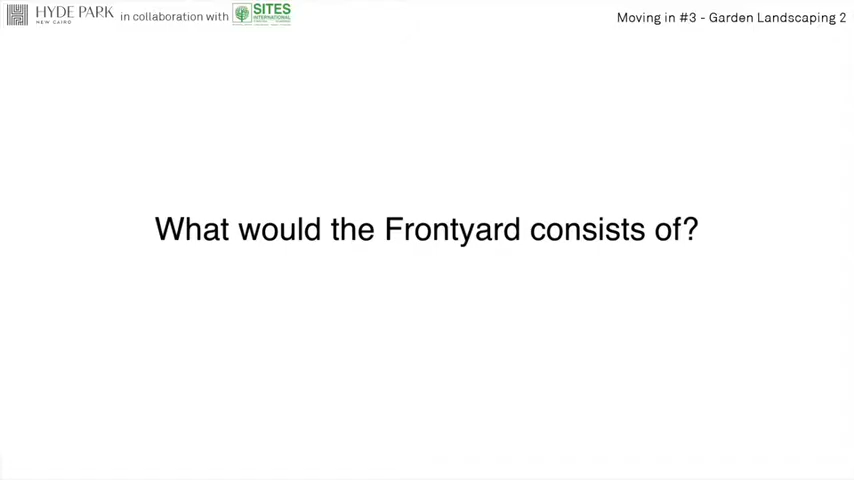 HYDE PARK
NEW CAIRO
in collaboration with
SITES
INTERNATIONAL
Moving in #3 - Garden Landscaping 2
What would the Frontyard consists of?